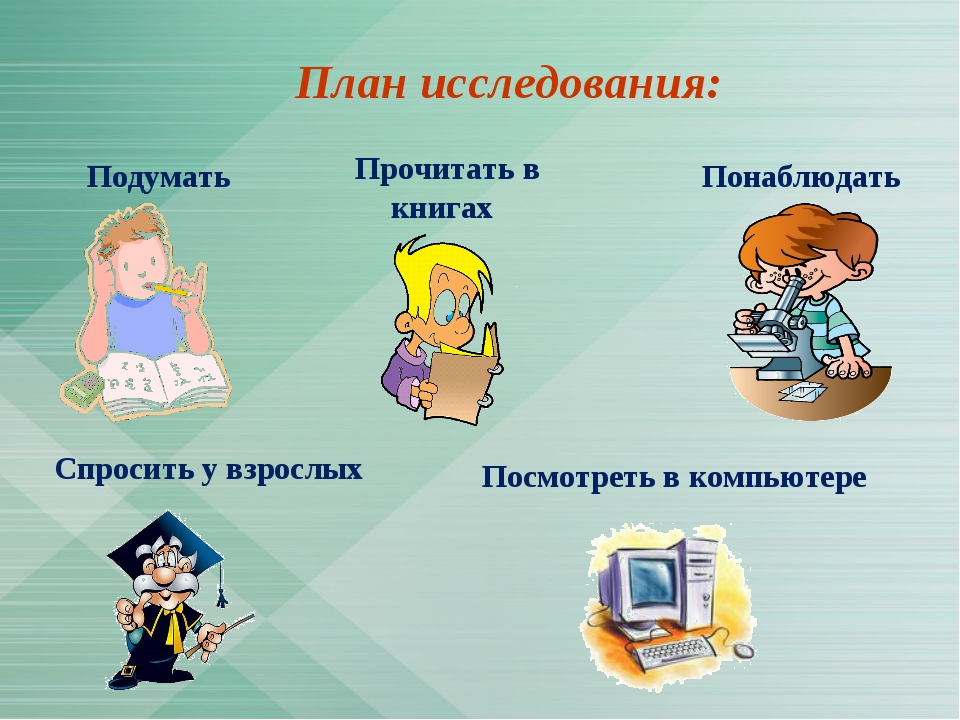 План исследования:
Подумать
Прочитать в
книгах
Понаблюдать
Спросить у взрослых
Посмотреть в компьютере